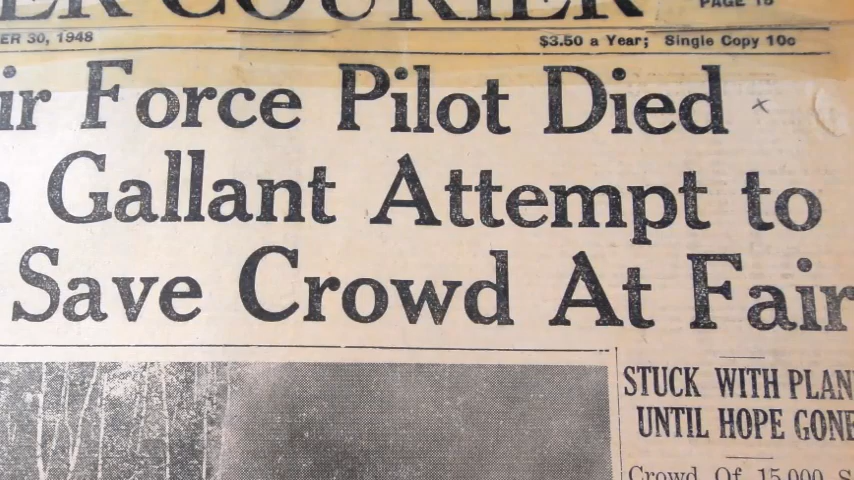 ER COURIER
PAGE 15
ER 30, 1948
$3.50 a Year; Single Copy 10c
ir Force Pilot Died
n Gallant Attempt to
Save Crowd At Fair
STUCK WITH PLAN
UNTIL HOPE GONE
Crowd Of 15,000 S